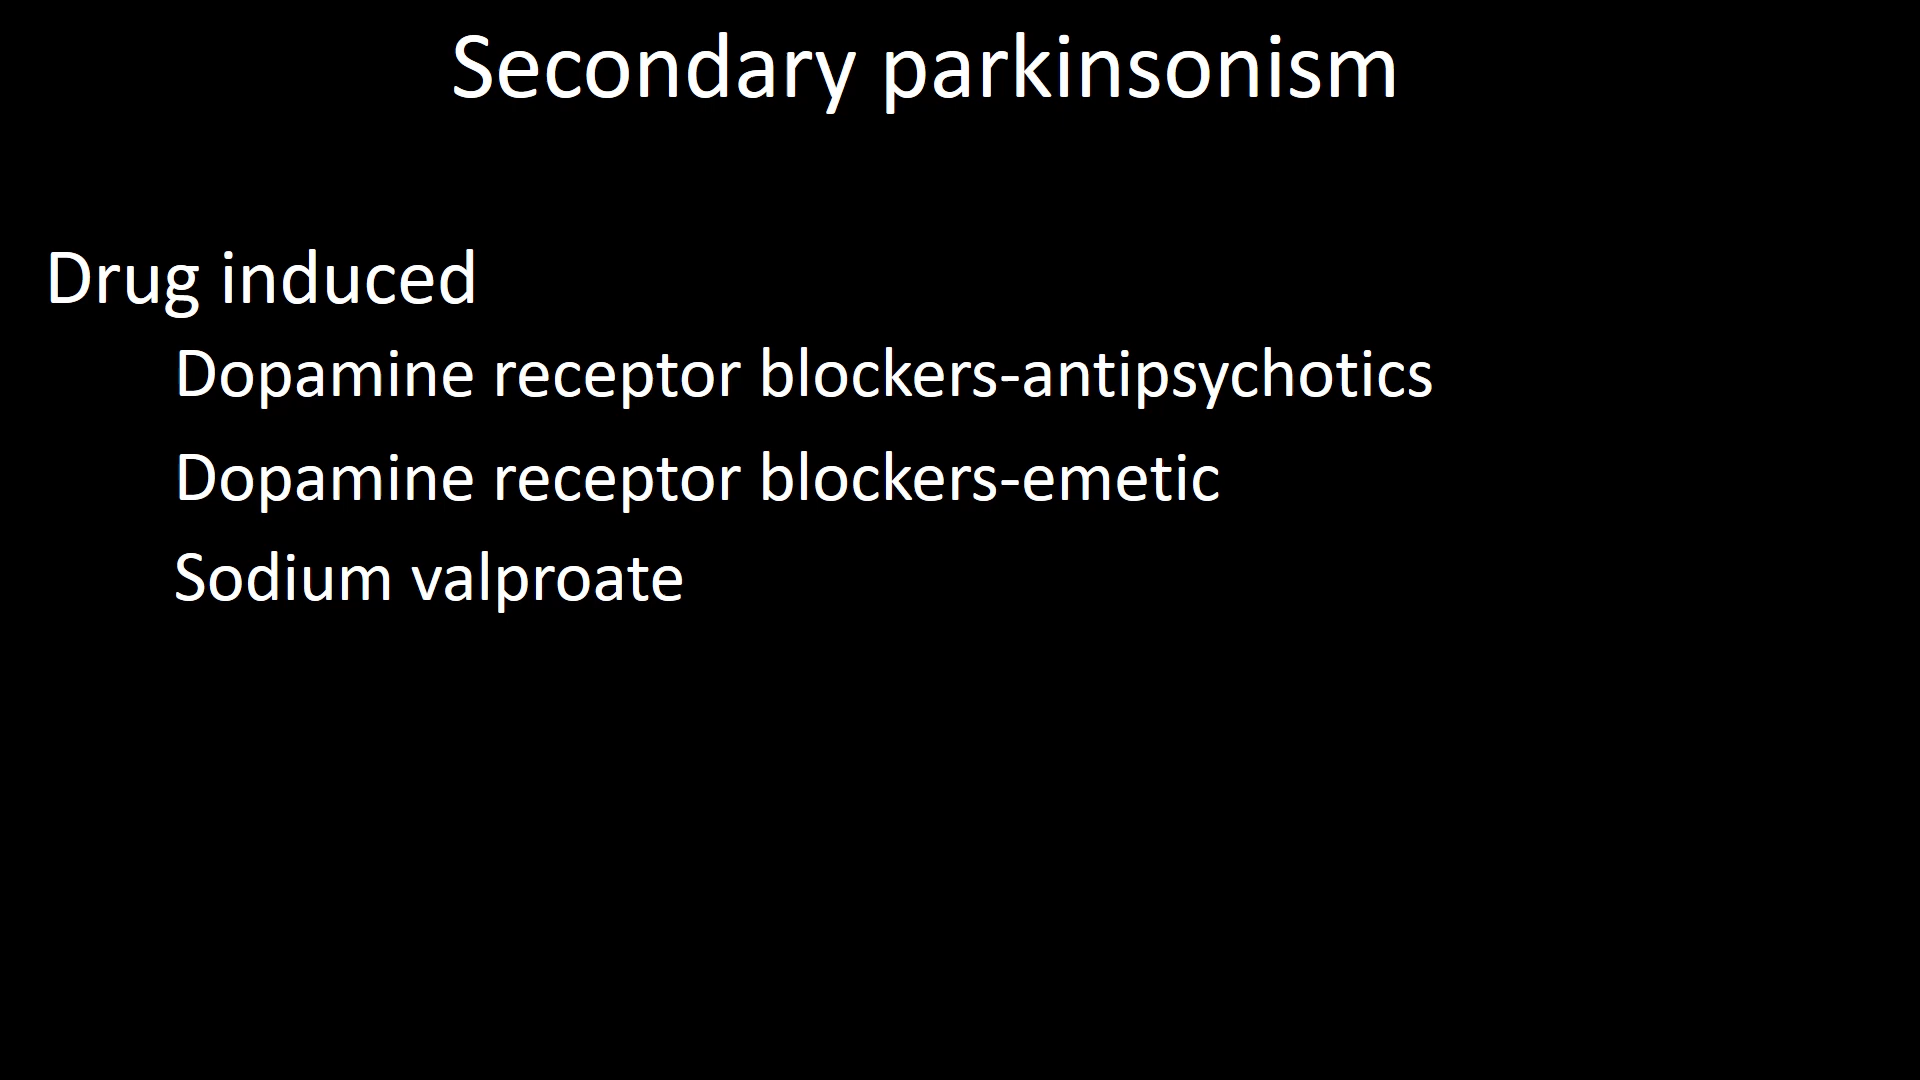 Secondary parkinsonism
Drug induced
Dopamine receptor blockers-antipsychotics
Dopamine receptor blockers-emetic
Sodium valproate